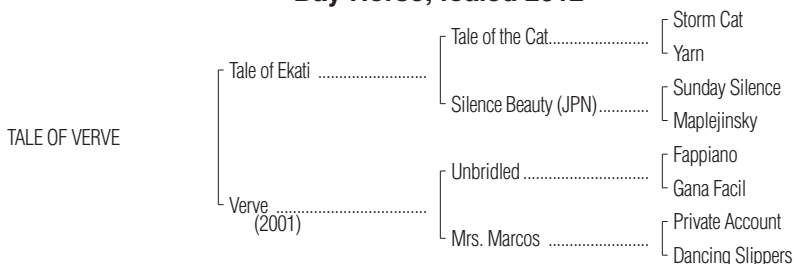 Bay Horse; foaled 2012
Storm Cat
Tale of the Cat.........................
Yarn
Tale of Ekati ...........................
Sunday Silence
Silence Beauty (JPN)............
Maplejinsky
TALE OF VERVE
Fappiano
Unbridled ...............................
Gana Facil
Verve ......................................
(2001)
Private Account
Mrs. Marcos .........................
Dancing Slippers